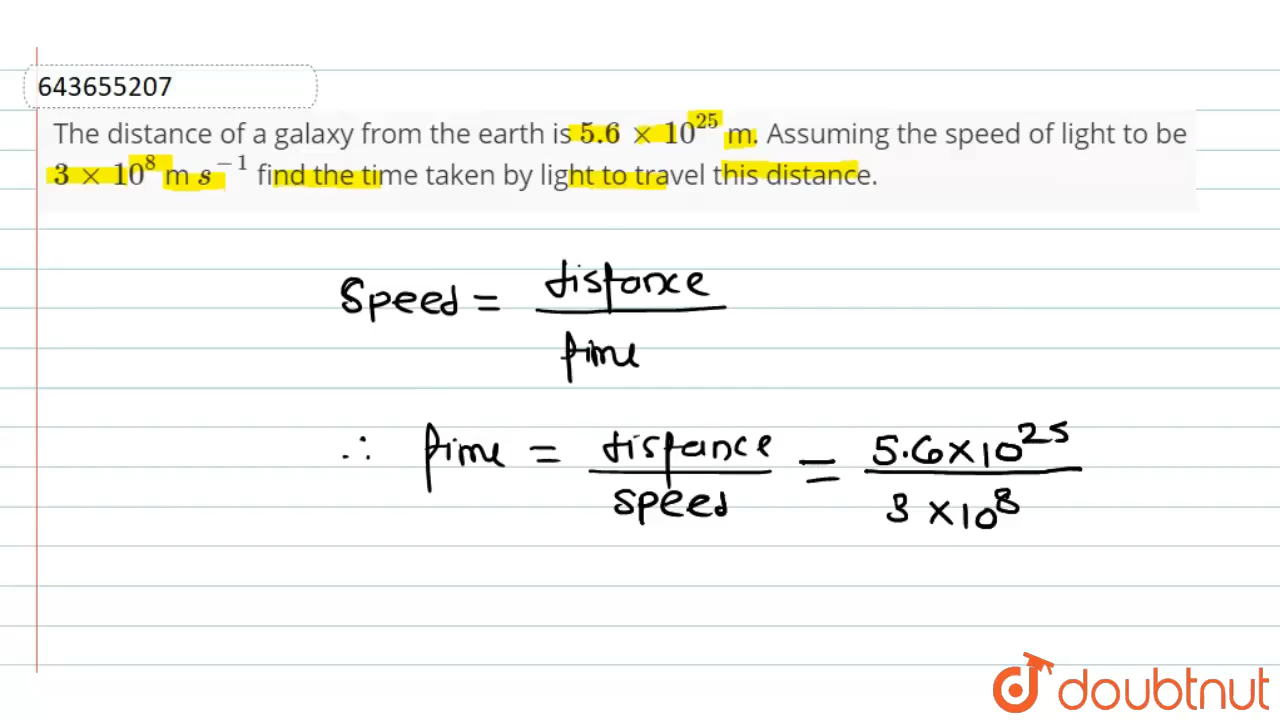 643655207
The distance of a galaxy from the earth is 5.6 × 10^25 m. Assuming the speed of light to be
3 × 10^8 m s^−1 find the time taken by light to travel this distance.
Speed = distance / time
∴ time = distance / speed = 5.6×10^25 / 3×10^8
doubtnut